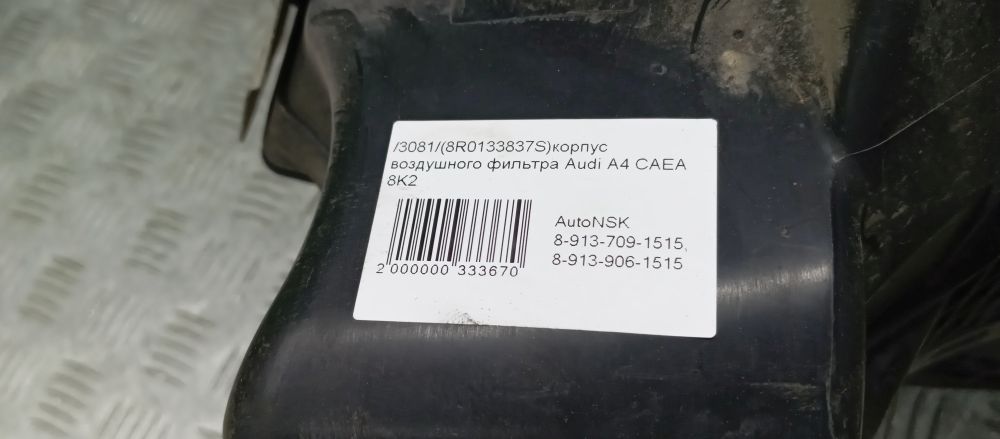 /3081/(8R0133837S)корпус
воздушного фильтра Audi A4 CAEA
8K2
AutoNSK
8-913-709-1515,
8-913-906-1515
2 000000 333670